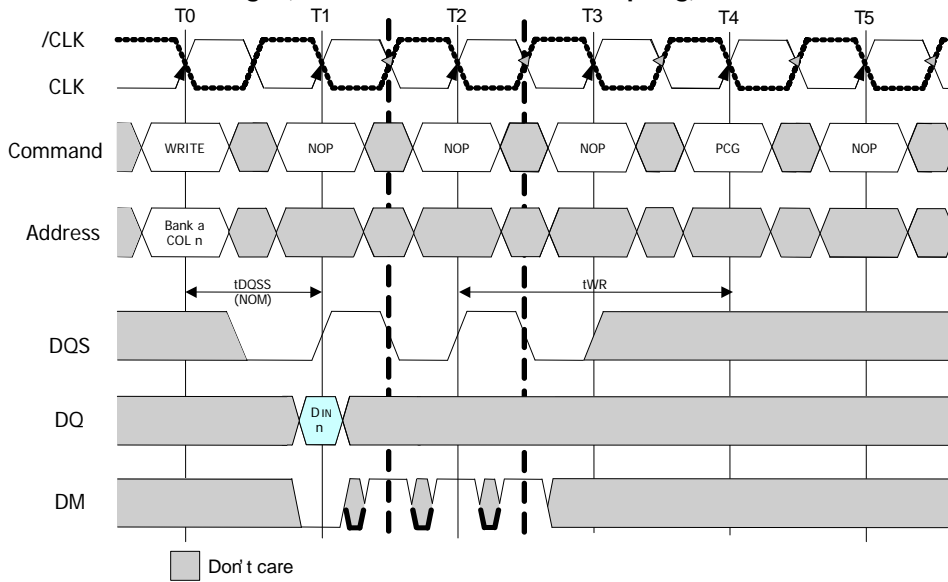 T0 T1 T2 T3 T4 T5
/CLK
CLK
Command WRITE NOP NOP NOP PCG NOP
Address Bank a
COL n
tDQSS
(NOM)
tWR
DQS
DQ DIN
n
DM
Don't care